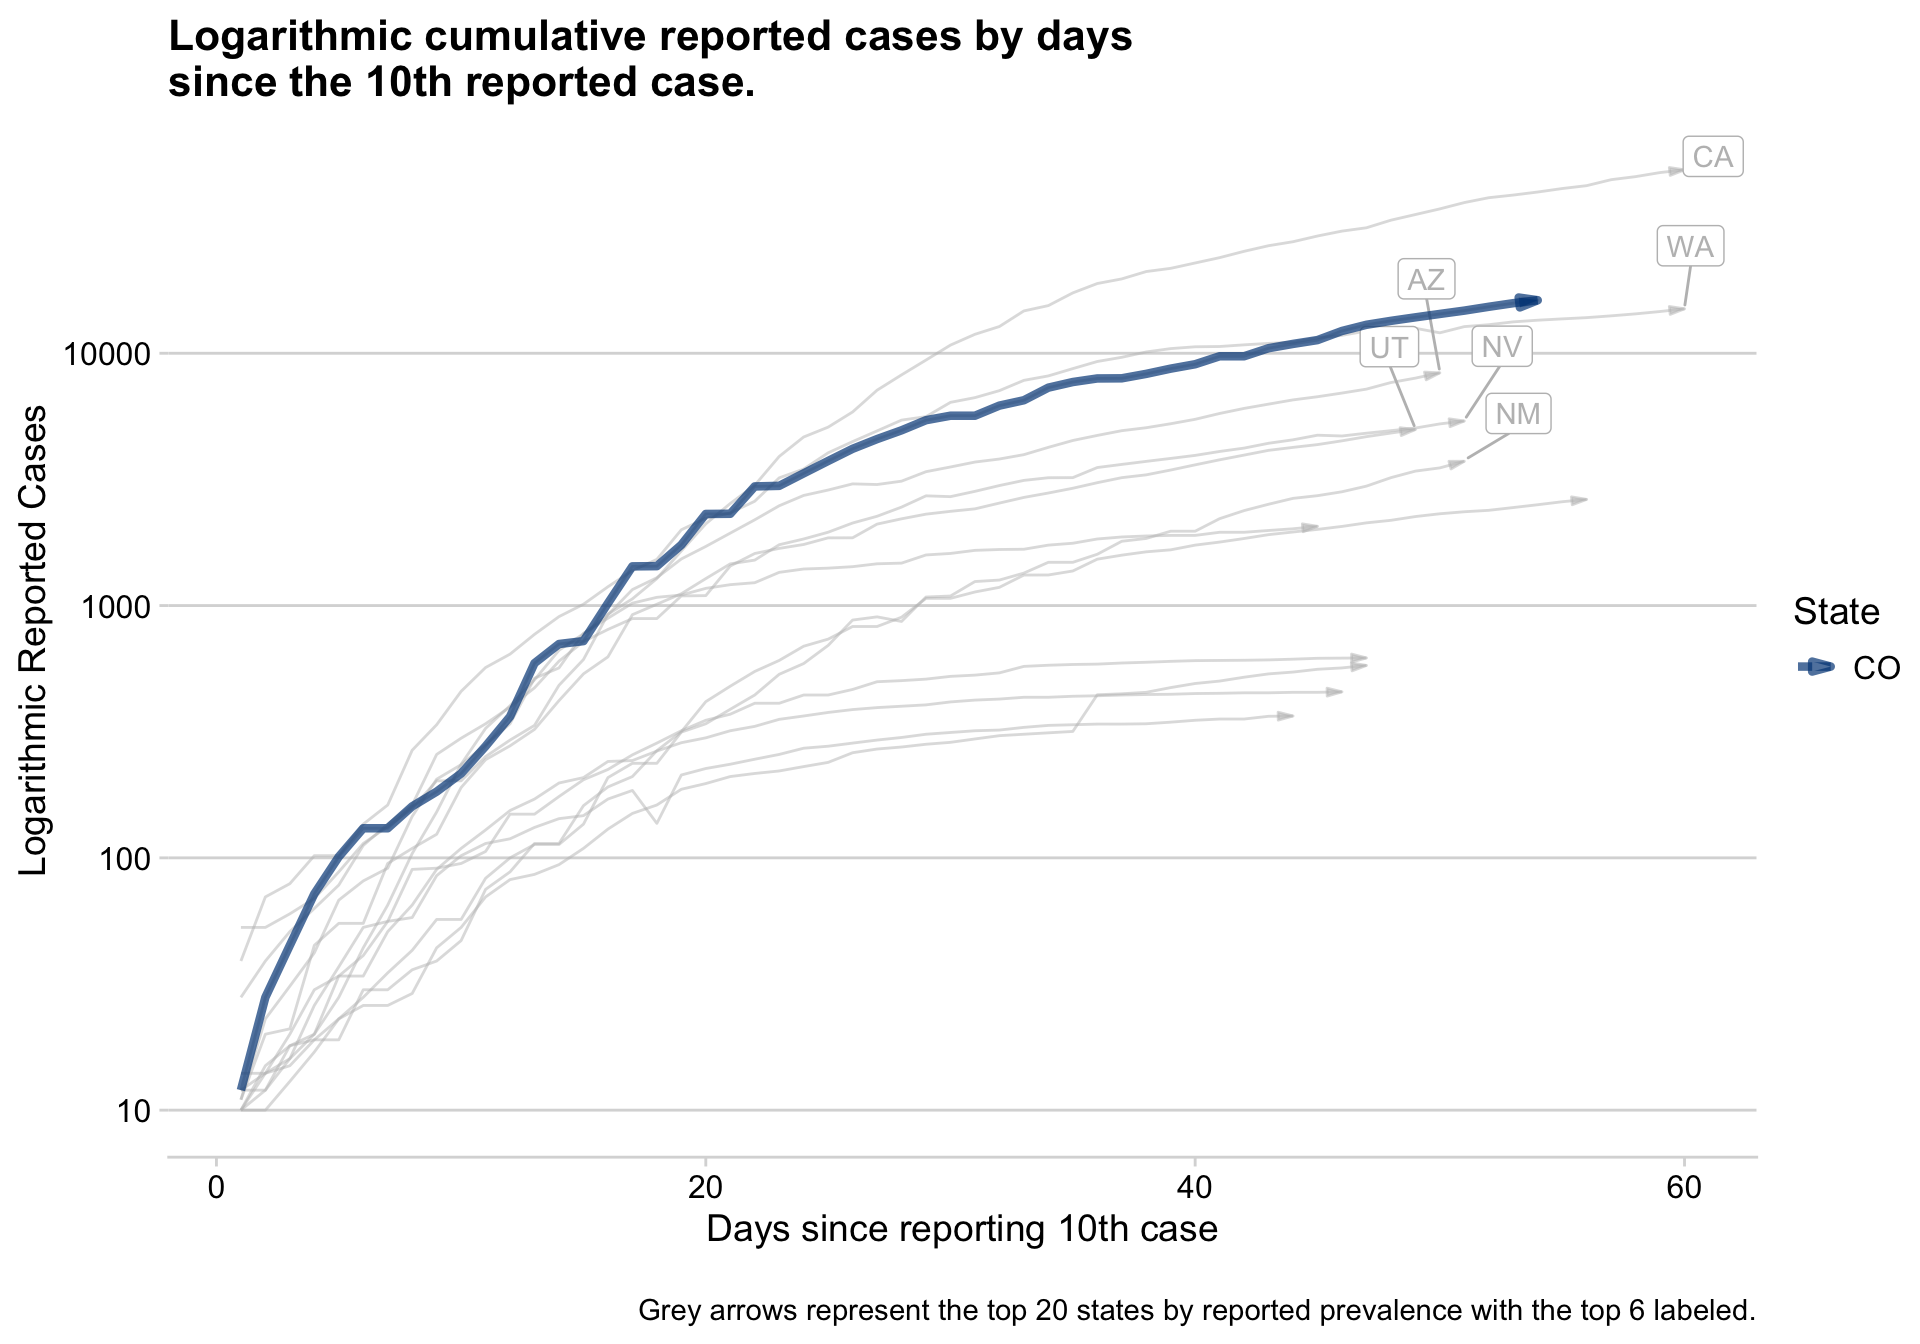 Logarithmic cumulative reported cases by days
since the 10th reported case.
CA
WA
AZ
UT
NV
NM
10000
1000
100
10
Logarithmic Reported Cases
0
20
40
60
Days since reporting 10th case
State
CO
Grey arrows represent the top 20 states by reported prevalence with the top 6 labeled.